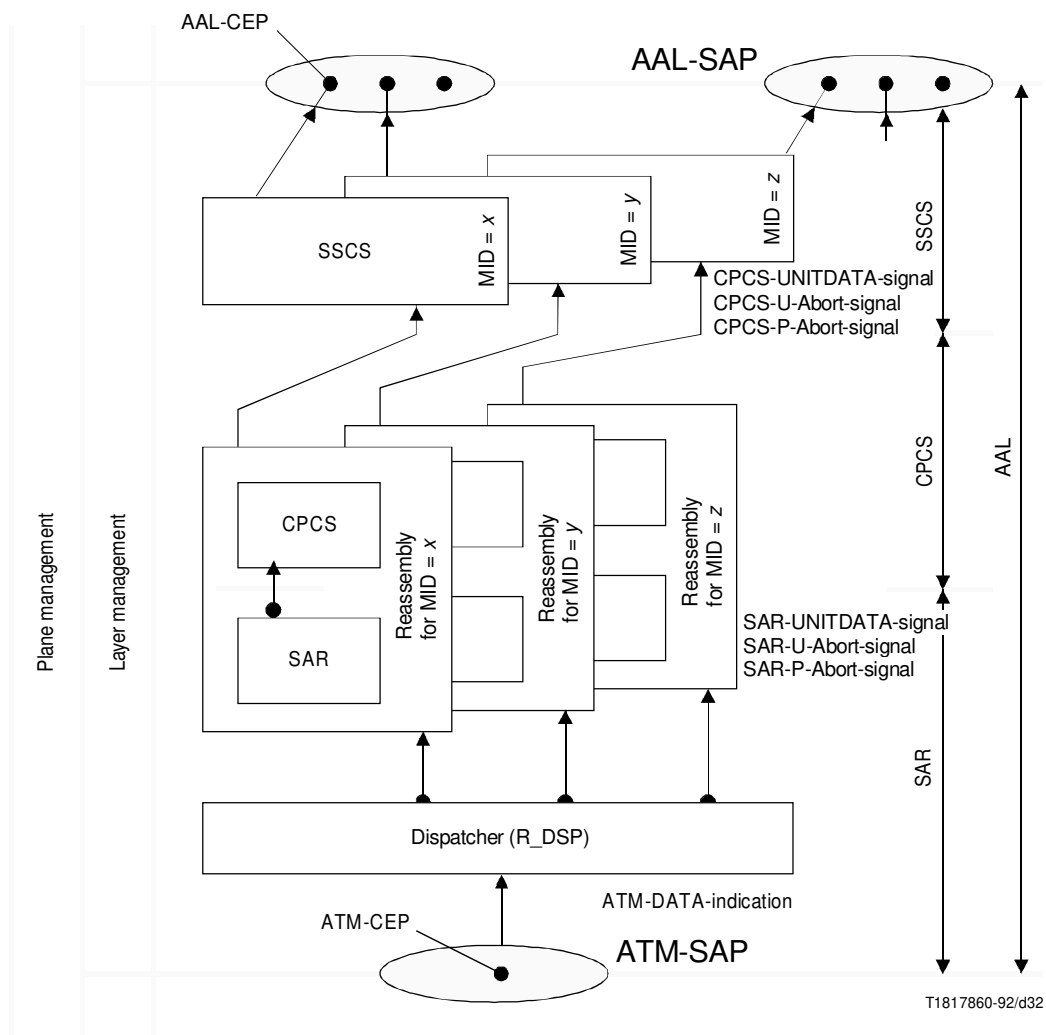 AAL-CEP
AAL-SAP
MID = z
MID = y
MID = x
SSCS
SSCS
CPCS-UNITDATA-signal
CPCS-U-Abort-signal
CPCS-P-Abort-signal
CPCS
AAL
Plane management
Layer management
CPCS
SAR
Reassembly
for MID = x
Reassembly
for MID = y
Reassembly
for MID = z
SAR-UNITDATA-signal
SAR-U-Abort-signal
SAR-P-Abort-signal
SAR
Dispatcher (R_DSP)
ATM-DATA-indication
ATM-CEP
ATM-SAP
T1817860-92/d32